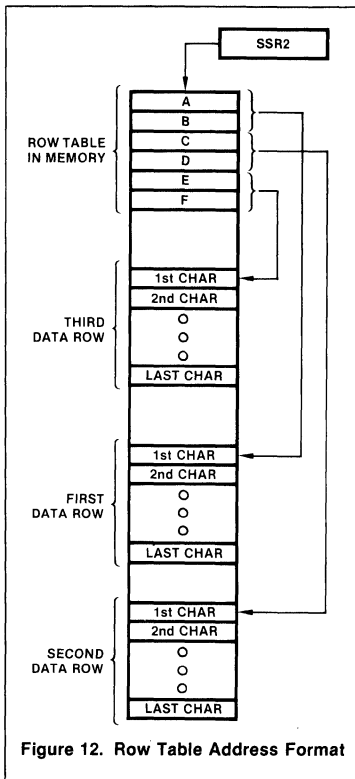 SSR2
A
B
C
D
E
F
ROW TABLE
IN MEMORY
1st CHAR
2nd CHAR
LAST CHAR
THIRD
DATA ROW
1st CHAR
2nd CHAR
LAST CHAR
FIRST
DATA ROW
1st CHAR
2nd CHAR
LAST CHAR
SECOND
DATA ROW
Figure 12. Row Table Address Format